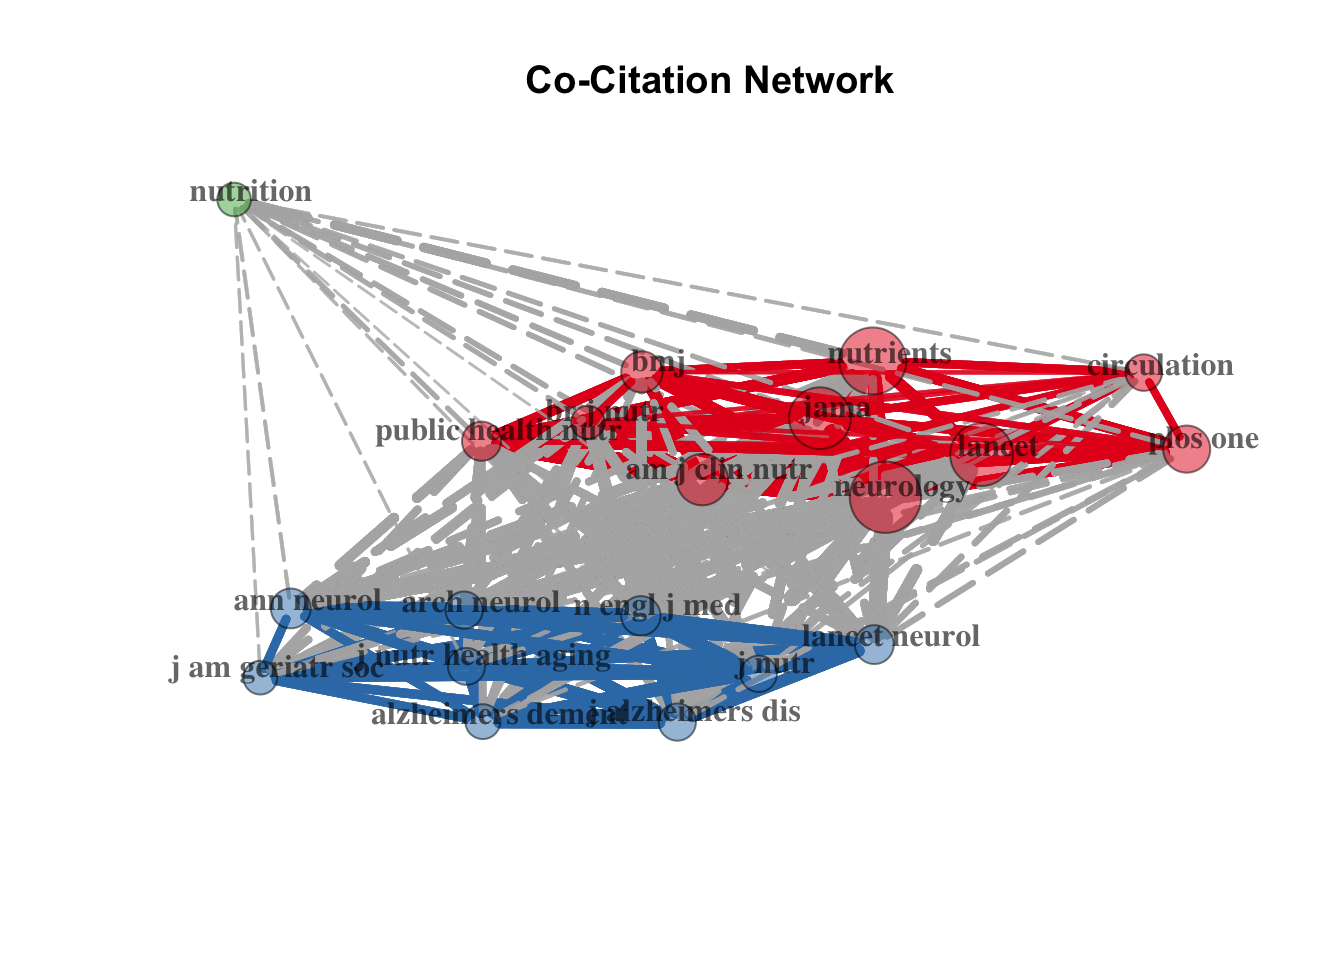 Co-Citation Network
nutrition
bmj
nutrients
circulation
br j nutr
jama
public health nutr
lancet
plos one
am j clin nutr
neurology
ann neurol
arch neurol
n engl j med
lancet neurol
j am geriatr soc
j nutr health aging
j nutr
alzheimers dement
j alzheimers dis